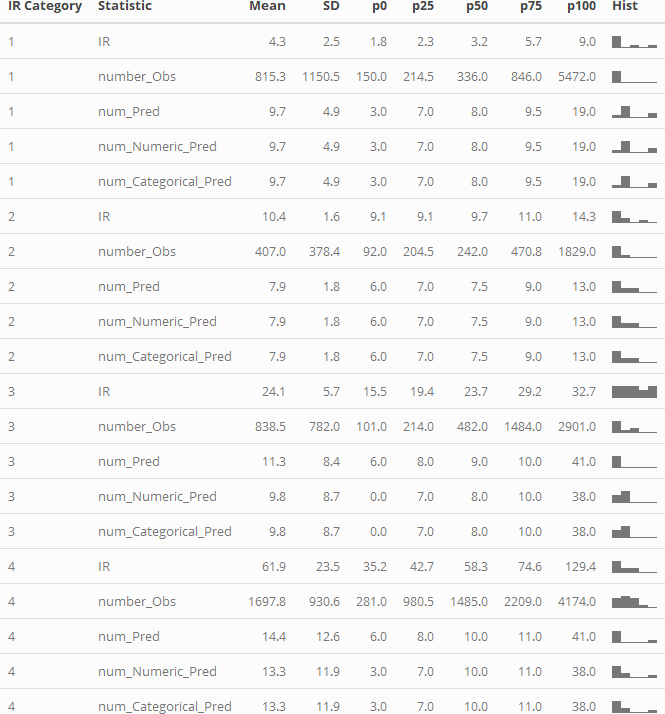 IR Category Statistic Mean SD p0 p25 p50 p75 p100 Hist
1 IR 4.3 2.5 1.8 2.3 3.2 5.7 9.0
1 number_Obs 815.3 1150.5 150.0 214.5 336.0 846.0 5472.0
1 num_Pred 9.7 4.9 3.0 7.0 8.0 9.5 19.0
1 num_Numeric_Pred 9.7 4.9 3.0 7.0 8.0 9.5 19.0
1 num_Categorical_Pred 9.7 4.9 3.0 7.0 8.0 9.5 19.0
2 IR 10.4 1.6 9.1 9.1 9.7 11.0 14.3
2 number_Obs 407.0 378.4 92.0 204.5 242.0 470.8 1829.0
2 num_Pred 7.9 1.8 6.0 7.0 7.5 9.0 13.0
2 num_Numeric_Pred 7.9 1.8 6.0 7.0 7.5 9.0 13.0
2 num_Categorical_Pred 7.9 1.8 6.0 7.0 7.5 9.0 13.0
3 IR 24.1 5.7 15.5 19.4 23.7 29.2 32.7
3 number_Obs 838.5 782.0 101.0 214.0 482.0 1484.0 2901.0
3 num_Pred 11.3 8.4 6.0 8.0 9.0 10.0 41.0
3 num_Numeric_Pred 9.8 8.7 0.0 7.0 8.0 10.0 38.0
3 num_Categorical_Pred 9.8 8.7 0.0 7.0 8.0 10.0 38.0
4 IR 61.9 23.5 35.2 42.7 58.3 74.6 129.4
4 number_Obs 1697.8 930.6 281.0 980.5 1485.0 2209.0 4174.0
4 num_Pred 14.4 12.6 6.0 8.0 10.0 11.0 41.0
4 num_Numeric_Pred 13.3 11.9 3.0 7.0 10.0 11.0 38.0
4 num_Categorical_Pred 13.3 11.9 3.0 7.0 10.0 11.0 38.0